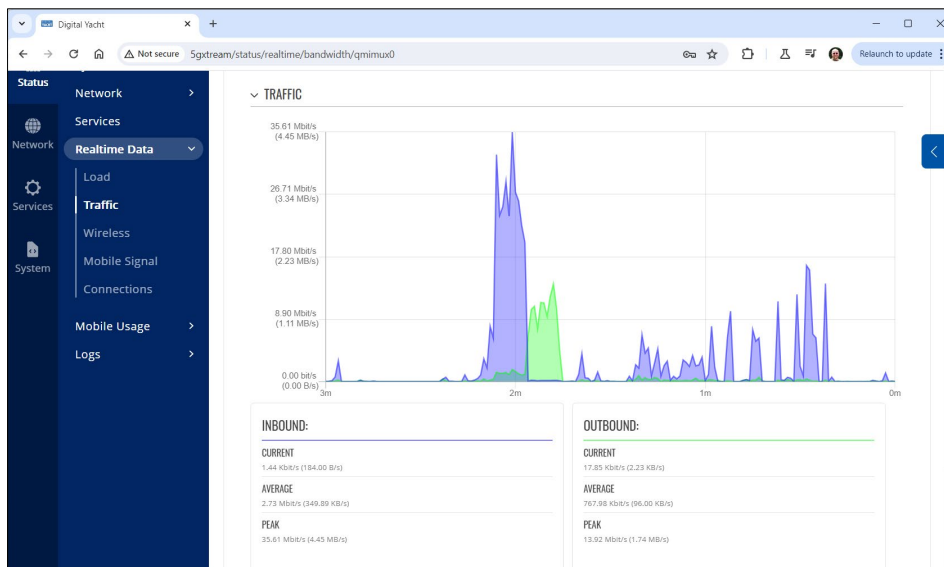 Digital Yacht
Not secure 5gxtream/status/realtime/bandwidth/qmimux0
Relaunch to update
Status
Network
Services
System
Network
Services
Realtime Data
Load
Traffic
Wireless
Mobile Signal
Connections
Mobile Usage
Logs
TRAFFIC
35.61 Mbit/s
(4.45 MB/s)
26.71 Mbit/s
(3.34 MB/s)
17.80 Mbit/s
(2.23 MB/s)
8.90 Mbit/s
(1.11 MB/s)
0.00 bit/s
(0.00 B/s)
3m 2m 1m 0m
INBOUND:
CURRENT
1.44 Kbit/s (184.00 B/s)
AVERAGE
2.73 Mbit/s (349.89 KB/s)
PEAK
35.61 Mbit/s (4.45 MB/s)
OUTBOUND:
CURRENT
17.85 Kbit/s (2.23 KB/s)
AVERAGE
767.98 Kbit/s (96.00 KB/s)
PEAK
13.92 Mbit/s (1.74 MB/s)